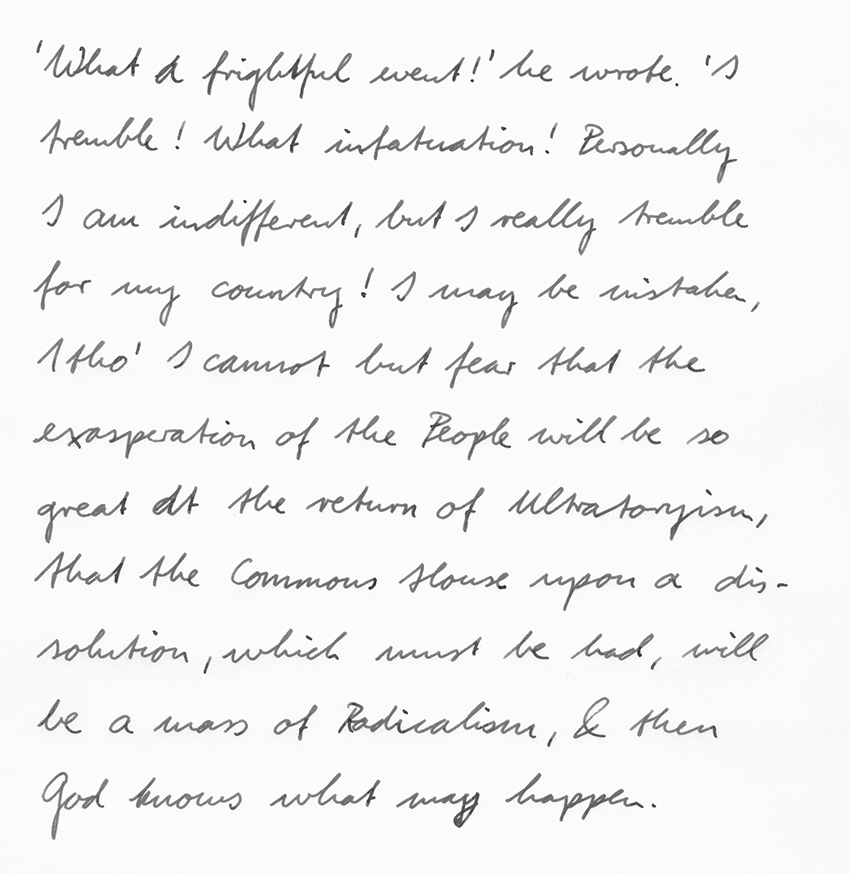 'What a frightful event!' he wrote. 'I
tremble! What infatuation! Personally
I am indifferent, but I really tremble
for my country! I may be mistaken,
tho' I cannot but fear that the
exasperation of the People will be so
great at the return of Ultratoryism,
that the Commons House upon a dis-
solution, which must be had, will
be a mass of Radicalism, & then
God knows what may happen.